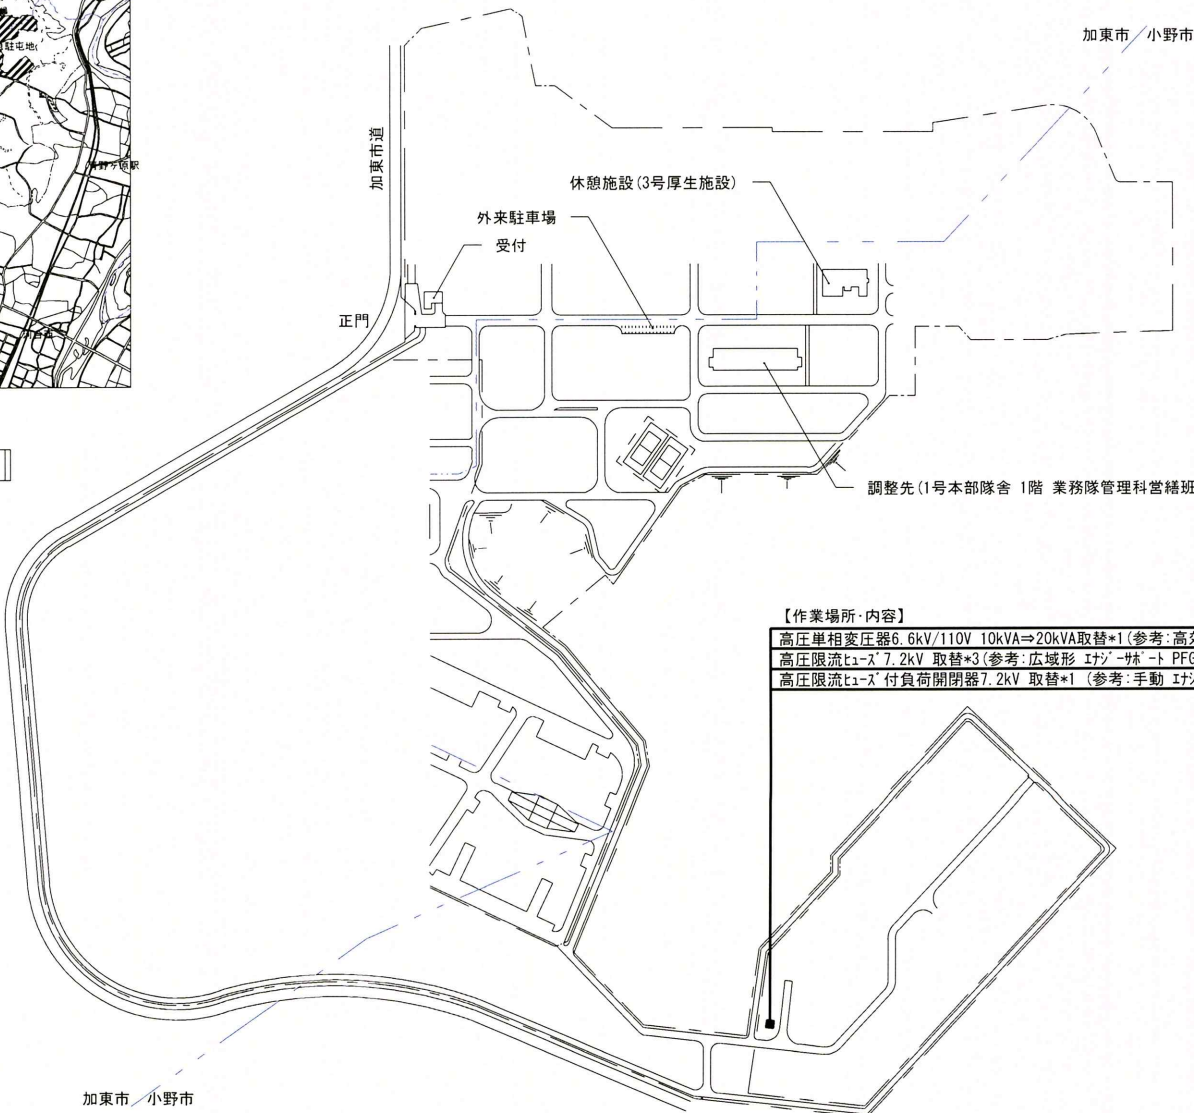 加東市 小野市
駐屯地
加東市道
青野ヶ原駅
休憩施設(3号厚生施設)
外来駐車場
受付
正門
調整先(1号本部隊舎 1階 業務隊管理科営繕班
【作業場所・内容】
高圧単相変圧器6.6kV/110V 10kVA⇒20kVA取替*1(参考:高効
高圧限流ﾋｭｰｽﾞ7.2kV 取替*3(参考:広域形 ｴﾅｼﾞｰｻﾎﾟｰﾄ PFG
高圧限流ﾋｭｰｽﾞ付負荷開閉器7.2kV 取替*1 (参考:手動 ｴﾅｼﾞ
加東市 小野市